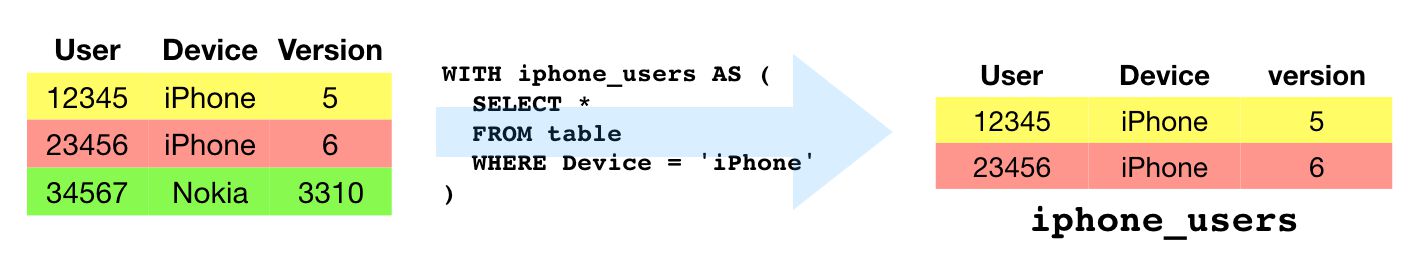 User Device Version
12345 iPhone 5
23456 iPhone 6
34567 Nokia 3310
WITH iphone_users AS (
  SELECT *
  FROM table
  WHERE Device = 'iPhone'
)
User Device version
12345 iPhone 5
23456 iPhone 6
iphone_users